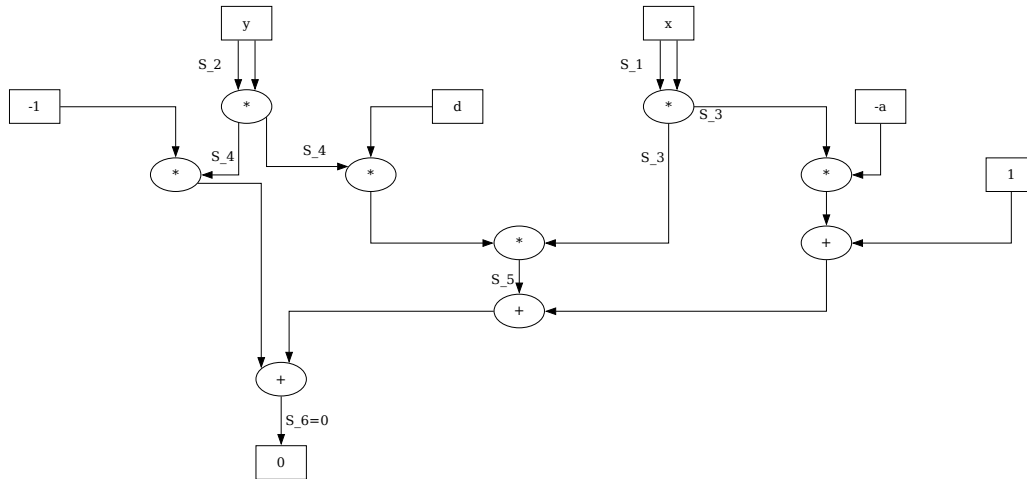 y
x
S_2
S_1
-1
*
d
*
-a
S_3
S_4
S_4
S_3
*
*
*
1
*
+
S_5
+
+
S_6=0
0